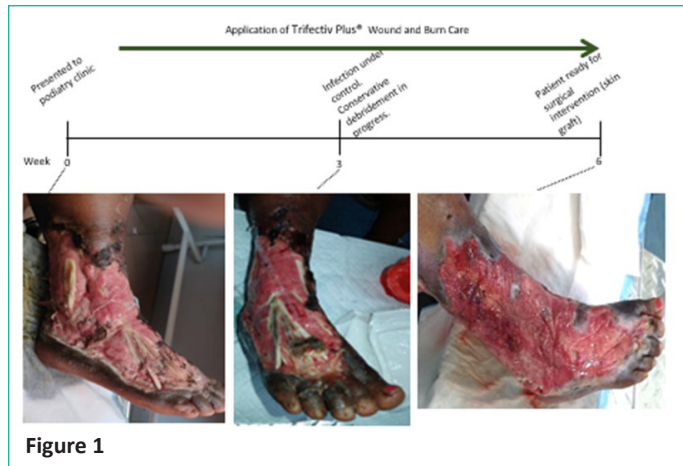 Application of Trifectiv Plus® Wound and Burn Care
Presented to
podiatry clinic
Infection under
control.
Conservative
debridement in
progress.
Patient ready for
surgical
intervention (skin
graft)
Week 0 3 6
Figure 1